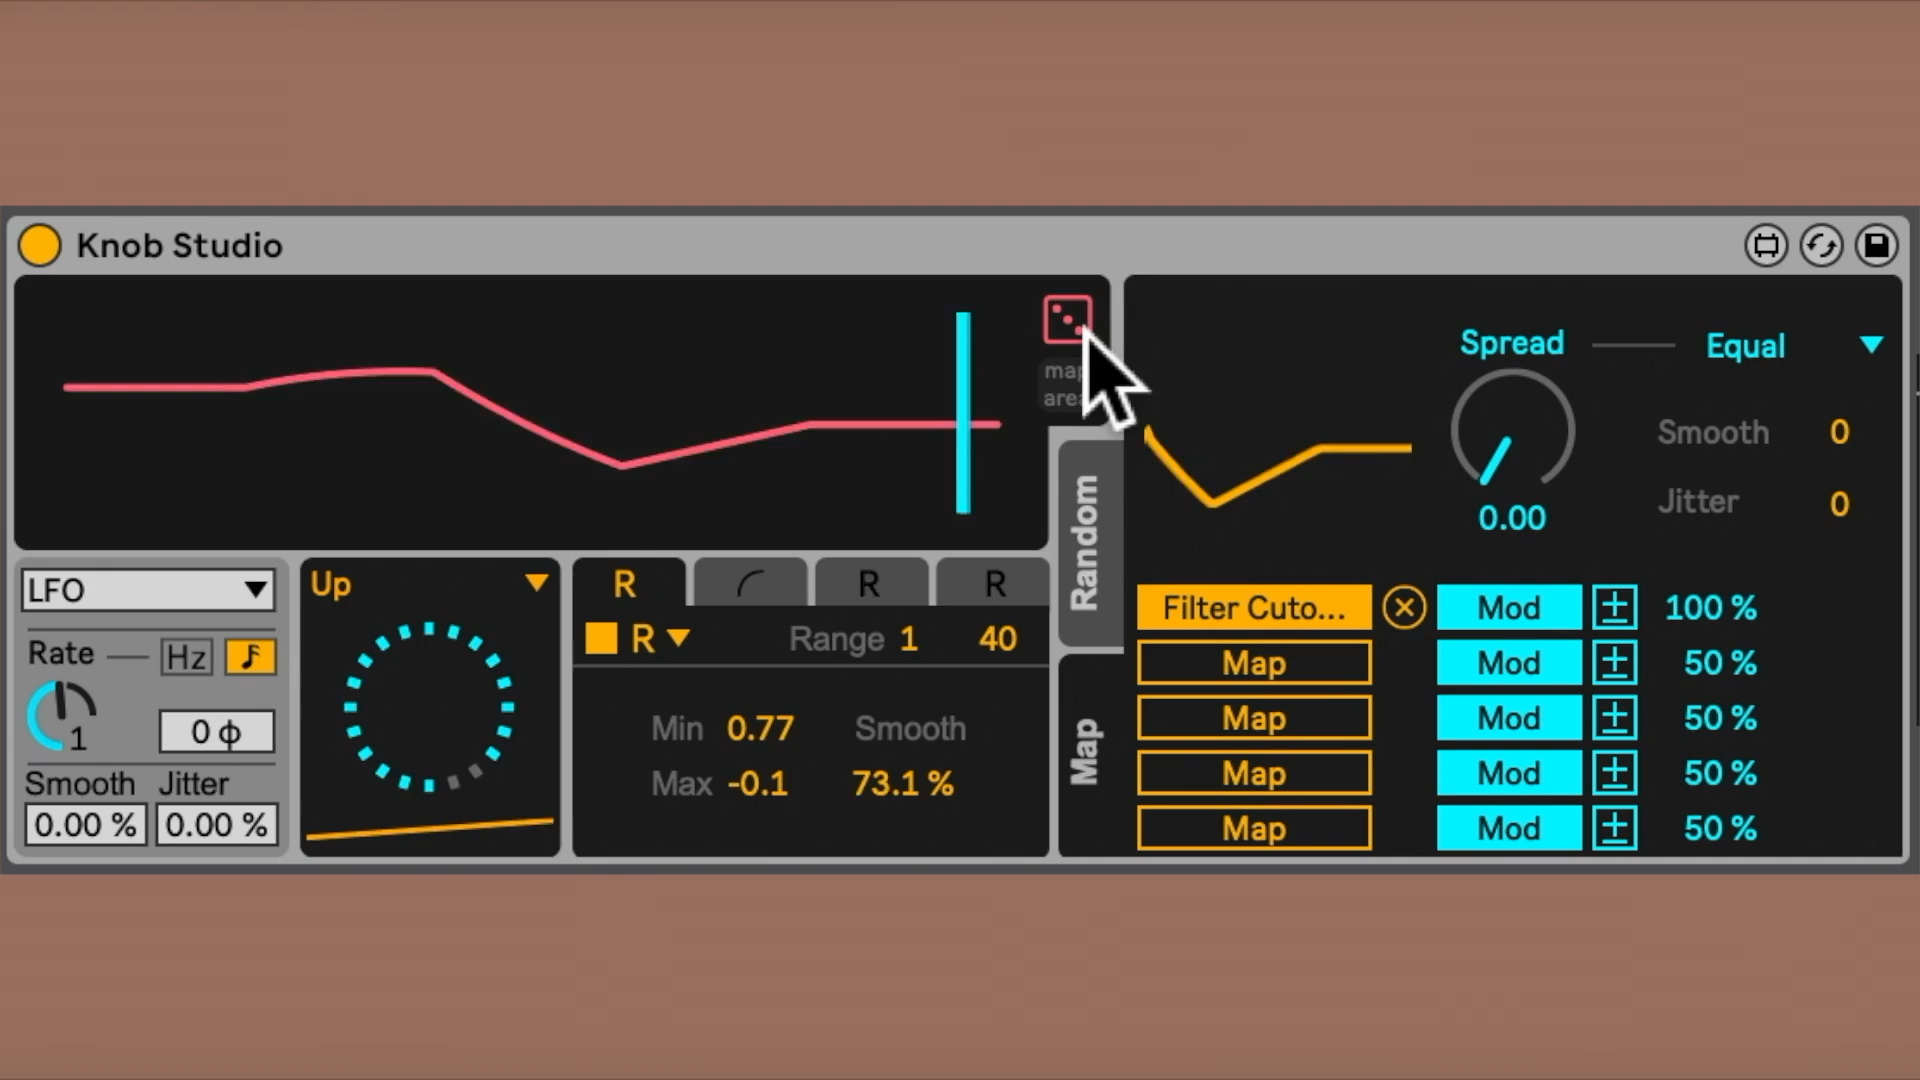 Knob Studio
Spread
Equal
Smooth 0
Jitter 0
0.00
Random
Map
LFO
Rate
Hz
1
0 ϕ
Smooth
Jitter
0.00 %
0.00 %
Up
R
R
R
R
Range 1 40
Min 0.77
Smooth
Max -0.1
73.1 %
Filter Cuto... Mod ± 100 %
Map Mod ± 50 %
Map Mod ± 50 %
Map Mod ± 50 %
Map Mod ± 50 %